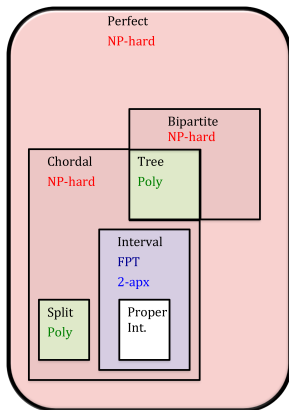 Perfect
NP-hard
Bipartite
NP-hard
Chordal
NP-hard
Tree
Poly
Interval
FPT
2-apx
Split
Poly
Proper
Int.